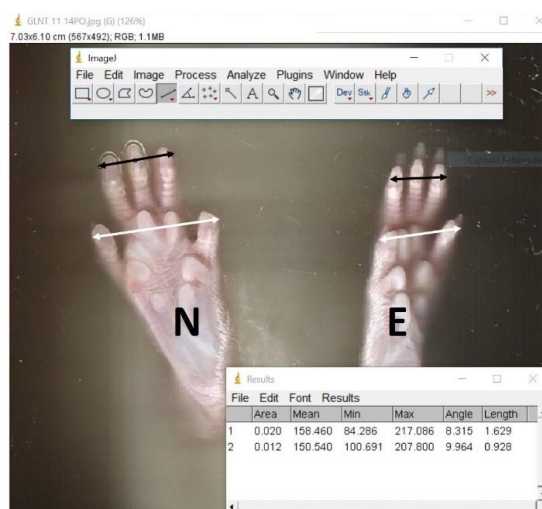 GLNT 11 14PO.jpg (G) (126%)
7.03x6.10 cm (567x492); RGB; 1.1MB
ImageJ
File Edit Image Process Analyze Plugins Window Help
Dev Stk >>
Captura Retangular
N E
Results
File Edit Font Results
Area Mean Min Max Angle Length
1 0.020 158.460 84.286 217.086 8.315 1.629
2 0.012 150.540 100.691 207.800 9.964 0.928